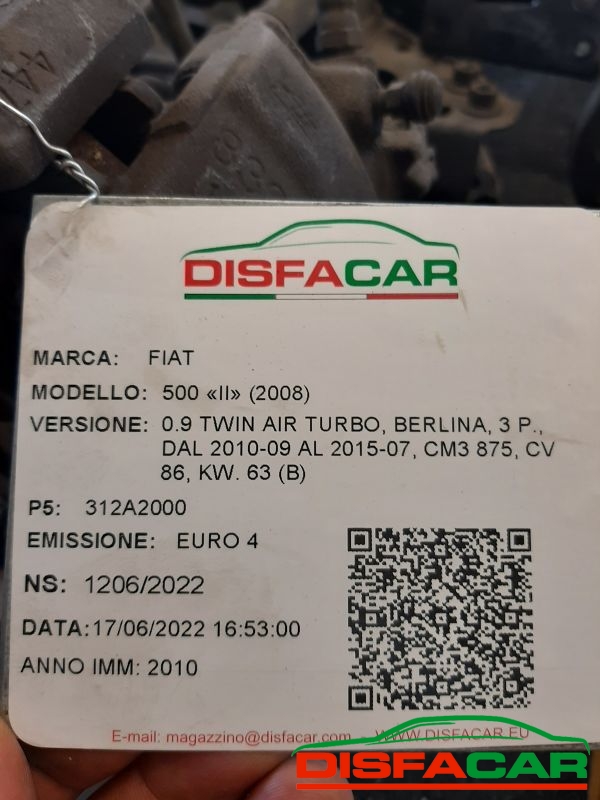 447
DISFACAR
MARCA: FIAT
MODELLO: 500 «II» (2008)
VERSIONE: 0.9 TWIN AIR TURBO, BERLINA, 3 P.,
DAL 2010-09 AL 2015-07, CM3 875, CV
86, KW. 63 (B)
P5: 312A2000
EMISSIONE: EURO 4
NS: 1206/2022
DATA:17/06/2022 16:53:00
ANNO IMM: 2010
E-mail: magazzino@disfacar.com - WWW.DISFACAR.EU
DISFACAR